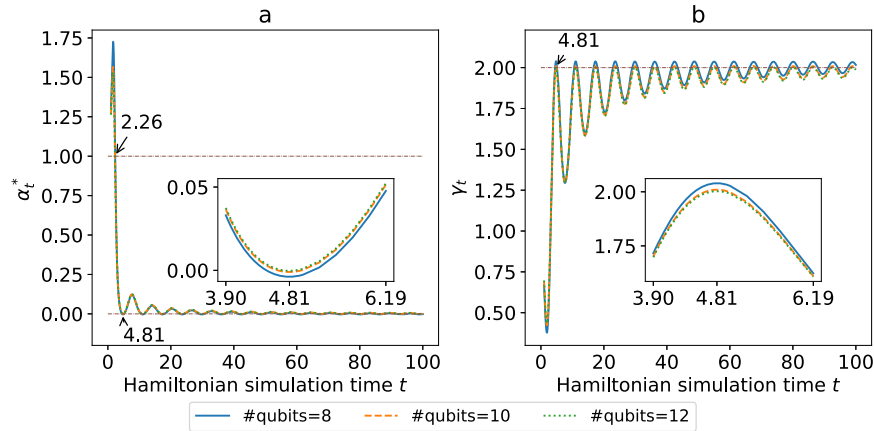 a
b
1.75
1.50
1.25
1.00
0.75
0.50
0.25
0.00
α*t
2.26
4.81
0.05
0.00
3.90 4.81 6.19
0 20 40 60 80 100
Hamiltonian simulation time t
2.00
1.75
1.50
1.25
1.00
0.75
0.50
γt
4.81
2.00
1.75
3.90 4.81 6.19
0 20 40 60 80 100
Hamiltonian simulation time t
#qubits=8 #qubits=10 #qubits=12